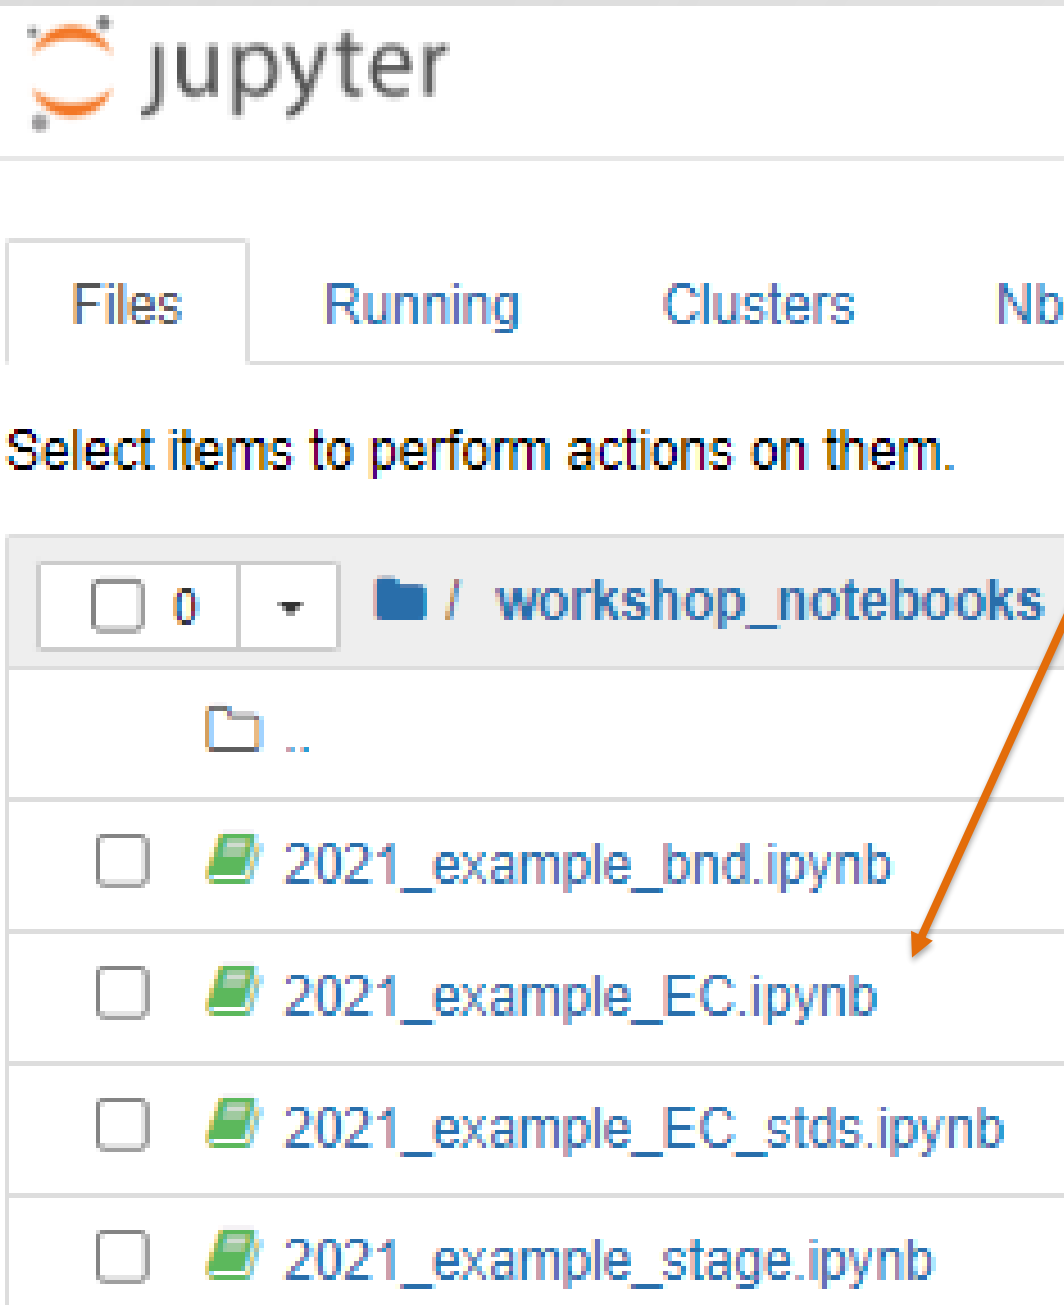 jupyter
Files Running Clusters Nb
Select items to perform actions on them.
0 / workshop_notebooks
..
2021_example_bnd.ipynb
2021_example_EC.ipynb
2021_example_EC_stds.ipynb
2021_example_stage.ipynb